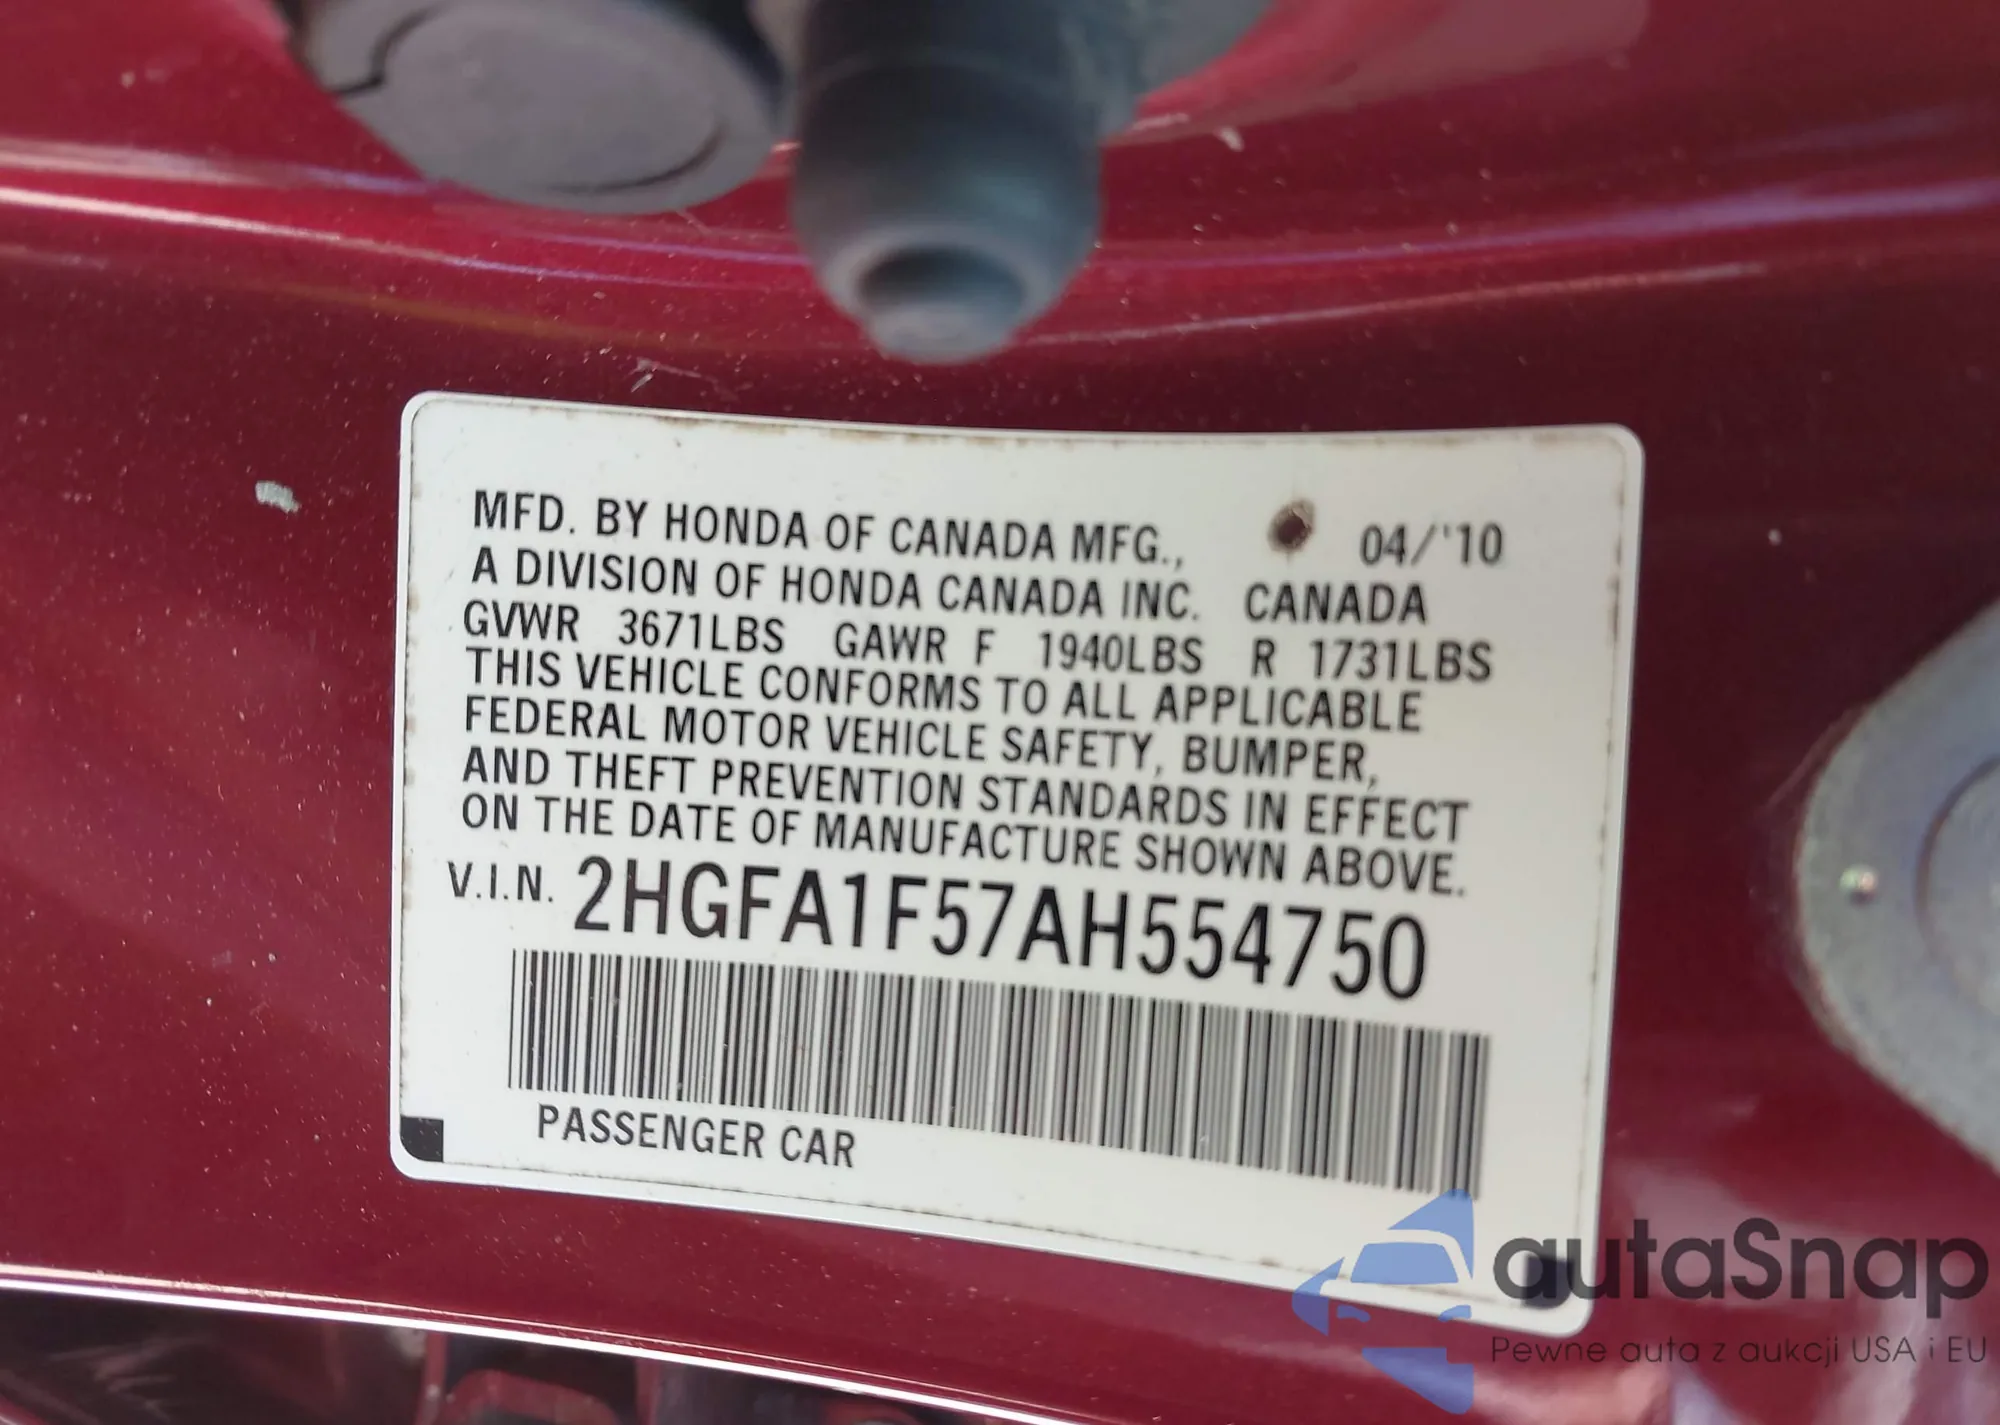 MFD. BY HONDA OF CANADA MFG., 04/'10
A DIVISION OF HONDA CANADA INC. CANADA
GVWR 3671LBS GAWR F 1940LBS R 1731LBS
THIS VEHICLE CONFORMS TO ALL APPLICABLE
FEDERAL MOTOR VEHICLE SAFETY, BUMPER,
AND THEFT PREVENTION STANDARDS IN EFFECT
ON THE DATE OF MANUFACTURE SHOWN ABOVE.
V.I.N. 2HGFA1F57AH554750
PASSENGER CAR
autaSnap
Pewne auta z aukcji USA i EU